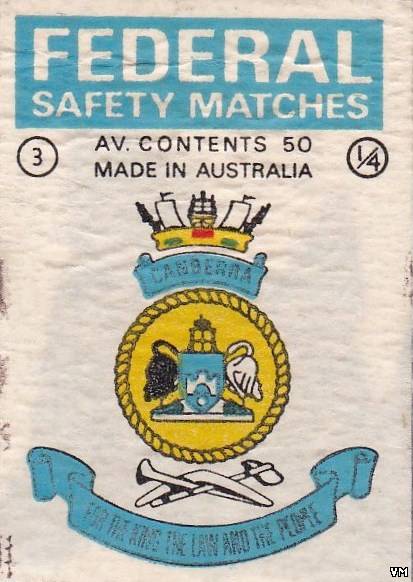 FEDERAL
SAFETY MATCHES
3
AV. CONTENTS 50
MADE IN AUSTRALIA
1/4
CANBERRA
FOR THE KING THE LAW AND THE PEOPLE
VM